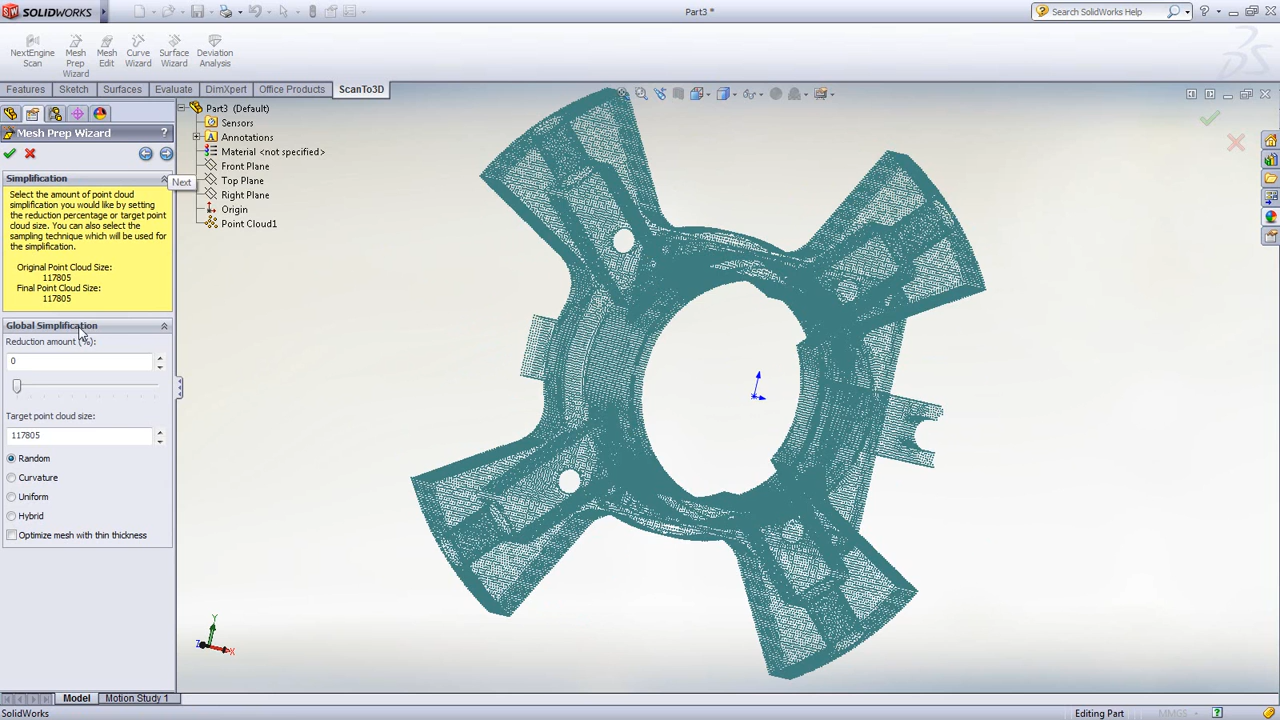 SOLIDWORKS
Part3 *
Search SolidWorks Help
NextEngine
Scan
Mesh
Prep
Wizard
Mesh
Edit
Curve
Wizard
Surface
Wizard
Deviation
Analysis
Features
Sketch
Surfaces
Evaluate
DimXpert
Office Products
ScanTo3D
Mesh Prep Wizard
?
Simplification
Next
Select the amount of point cloud
simplification you would like by setting
the reduction percentage or target point
cloud size. You can also select the
sampling technique which will be used for
the simplification.
Original Point Cloud Size:
117805
Final Point Cloud Size:
117805
Global Simplification
Reduction amount (%):
0
Target point cloud size:
117805
Random
Curvature
Uniform
Hybrid
Optimize mesh with thin thickness
Part3 (Default)
Sensors
Annotations
Material <not specified>
Front Plane
Top Plane
Right Plane
Origin
Point Cloud1
Y
Z
X
Model
Motion Study 1
SolidWorks
Editing Part
MMGS
?